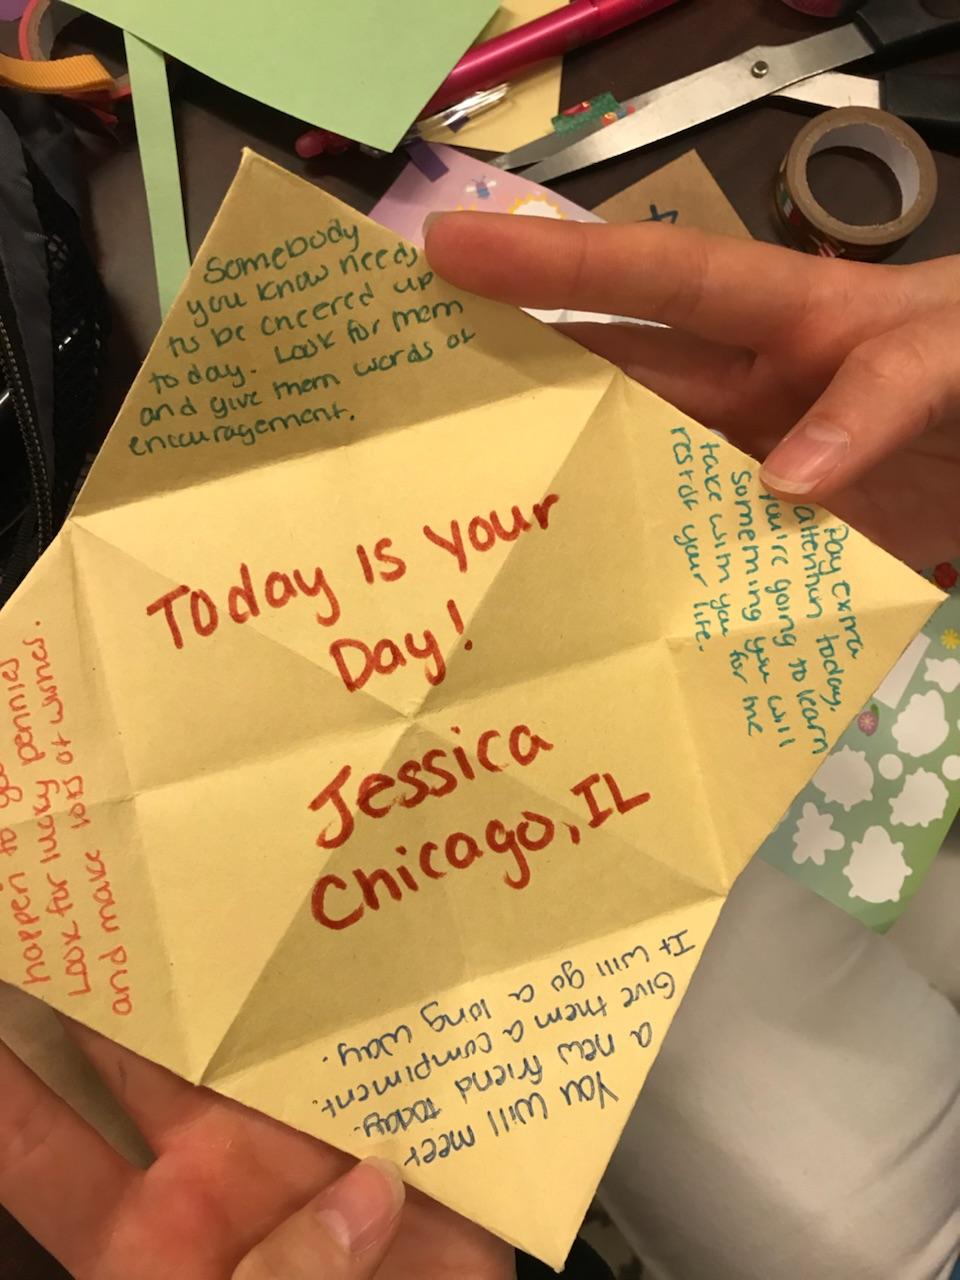 Somebody
you know needs
to be cheered up
today. Look for them
and give them words of
encouragement.
Today Is Your
Day!
Jessica
Chicago, IL
Pay extra
attention today,
You're going to learn
something you will
take with you for the
rest of your life.
You will meet
a new friend today.
Give them a compliment.
It will go a long way.
happen to
Look for lucky pennies
and make lots of wishes.